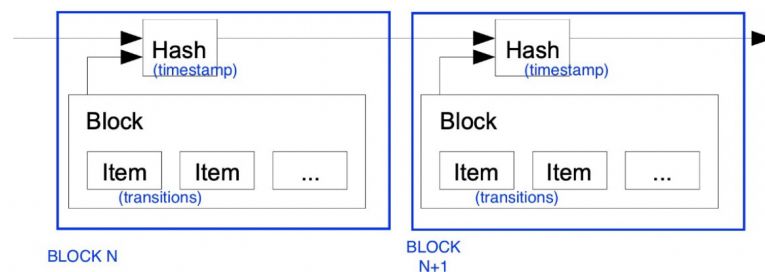 Hash
(timestamp)
Block
Item Item ...
(transitions)
BLOCK N
Hash
(timestamp)
Block
Item Item ...
(transitions)
BLOCK
N+1